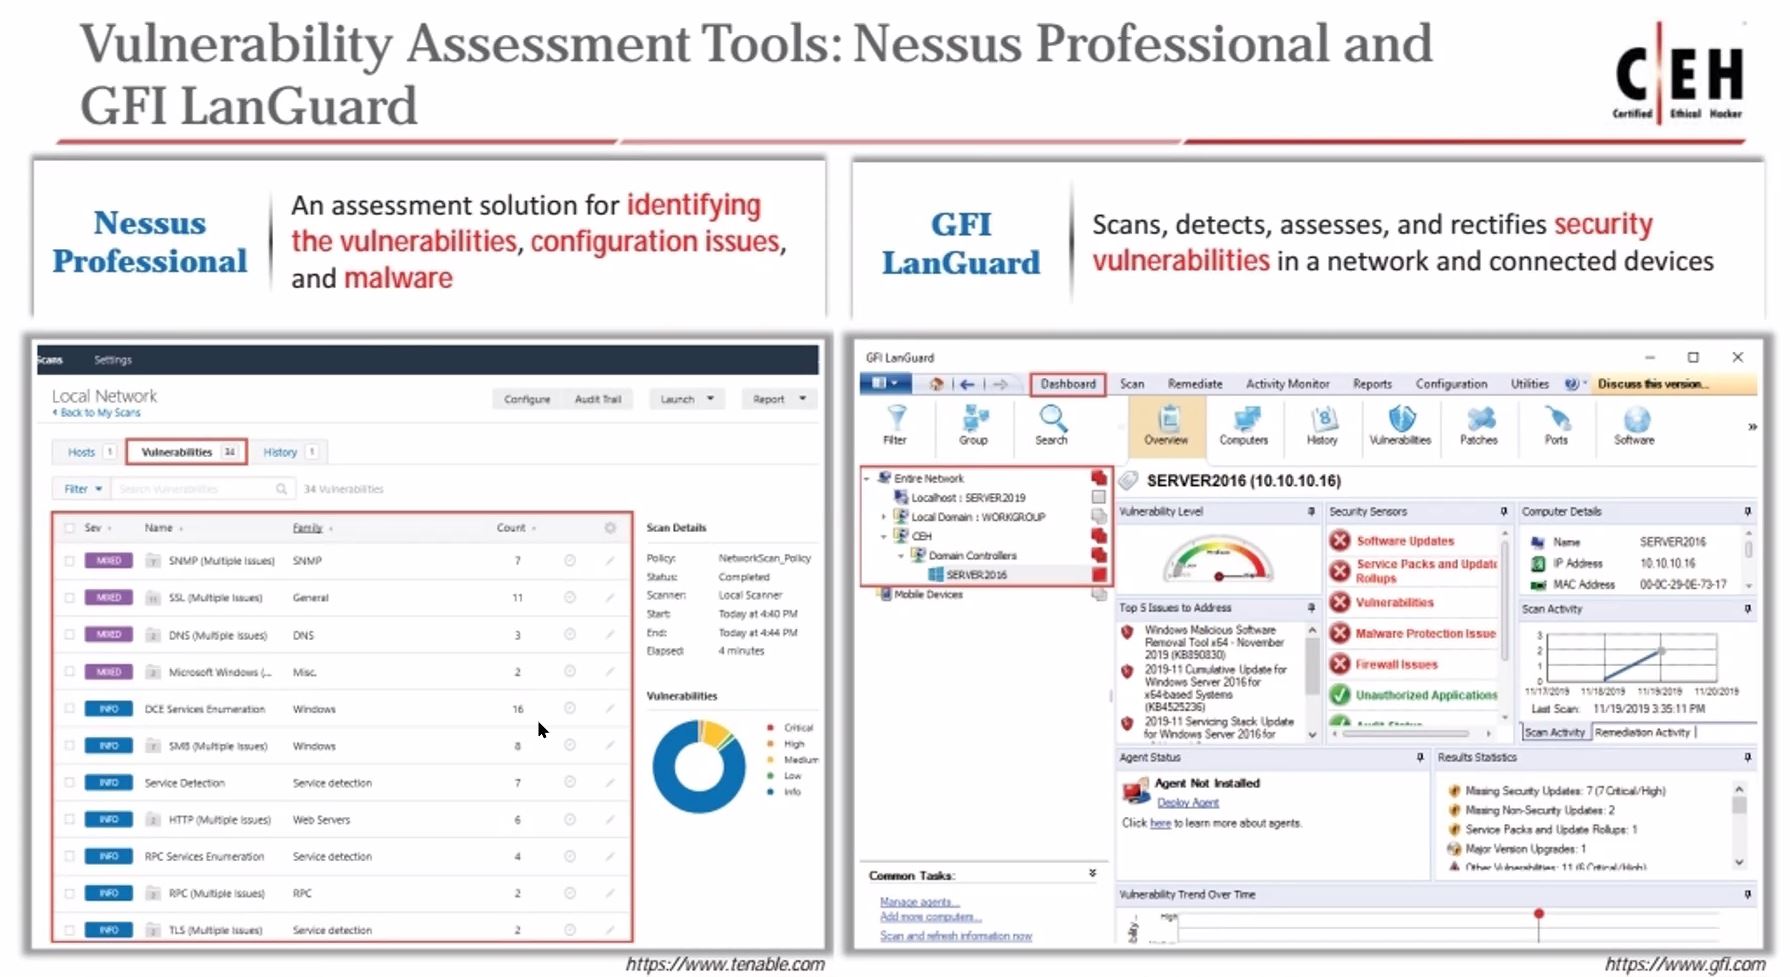 Vulnerability Assessment Tools: Nessus Professional and
GFI LanGuard
C|EH
Certified Ethical Hacker
Nessus
Professional
An assessment solution for identifying
the vulnerabilities, configuration issues,
and malware
GFI
LanGuard
Scans, detects, assesses, and rectifies security
vulnerabilities in a network and connected devices
Scans Settings
Local Network
Back to My Scans
Configure Audit Trail Launch Report
Hosts 1 Vulnerabilities 34 History 1
Filter Search Vulnerabilities 34 Vulnerabilities
Sev Name Family Count
MIXED SNMP (Multiple Issues) SNMP 7
MIXED SSL (Multiple Issues) General 11
MIXED DNS (Multiple Issues) DNS 3
MIXED Microsoft Windows (... Misc. 2
INFO DCE Services Enumeration Windows 16
INFO SMB (Multiple Issues) Windows 8
INFO Service Detection Service detection 7
INFO HTTP (Multiple Issues) Web Servers 6
INFO RPC Services Enumeration Service detection 4
INFO RPC (Multiple Issues) RPC 2
INFO TLS (Multiple Issues) Service detection 2
Scan Details
Policy: NetworkScan_Policy
Status: Completed
Scanner: Local Scanner
Start: Today at 4:40 PM
End: Today at 4:44 PM
Elapsed: 4 minutes
Vulnerabilities
Critical
High
Medium
Low
Info
https://www.tenable.com
GFI LanGuard
Dashboard Scan Remediate Activity Monitor Reports Configuration Utilities Discuss this version...
Filter Group Search Overview Computers History Vulnerabilities Patches Ports Software
Entire Network
Localhost : SERVER2019
Local Domain : WORKGROUP
CEH
Domain Controllers
SERVER2016
Mobile Devices
Common Tasks:
Manage agents...
Add more computers...
Scan and refresh information now
SERVER2016 (10.10.10.16)
Vulnerability Level
Top 5 Issues to Address
Windows Malicious Software
Removal Tool x64 - November
2019 (KB890830)
2019-11 Cumulative Update for
Windows Server 2016 for
x64-based Systems
(KB4525236)
2019-11 Servicing Stack Update
for Windows Server 2016 for
Security Sensors
Software Updates
Service Packs and Update
Rollups
Vulnerabilities
Malware Protection Issue
Firewall Issues
Unauthorized Applications
Audit Status
Computer Details
Name SERVER2016
IP Address 10.10.10.16
MAC Address 00-0C-29-0E-73-17
Scan Activity
3
2
1
0
11/17/2019 11/18/2019 11/19/2019 11/20/2019
Last Scan: 11/19/2019 3:35:11 PM
Scan Activity Remediation Activity
Agent Status
Agent Not Installed
Deploy Agent
Click here to learn more about agents.
Results Statistics
Missing Security Updates: 7 (7 Critical/High)
Missing Non-Security Updates: 2
Service Packs and Update Rollups: 1
Major Version Upgrades: 1
Other Vulnerabilities: 11 (6 Critical/High)
Vulnerability Trend Over Time
High
https://www.gfi.com